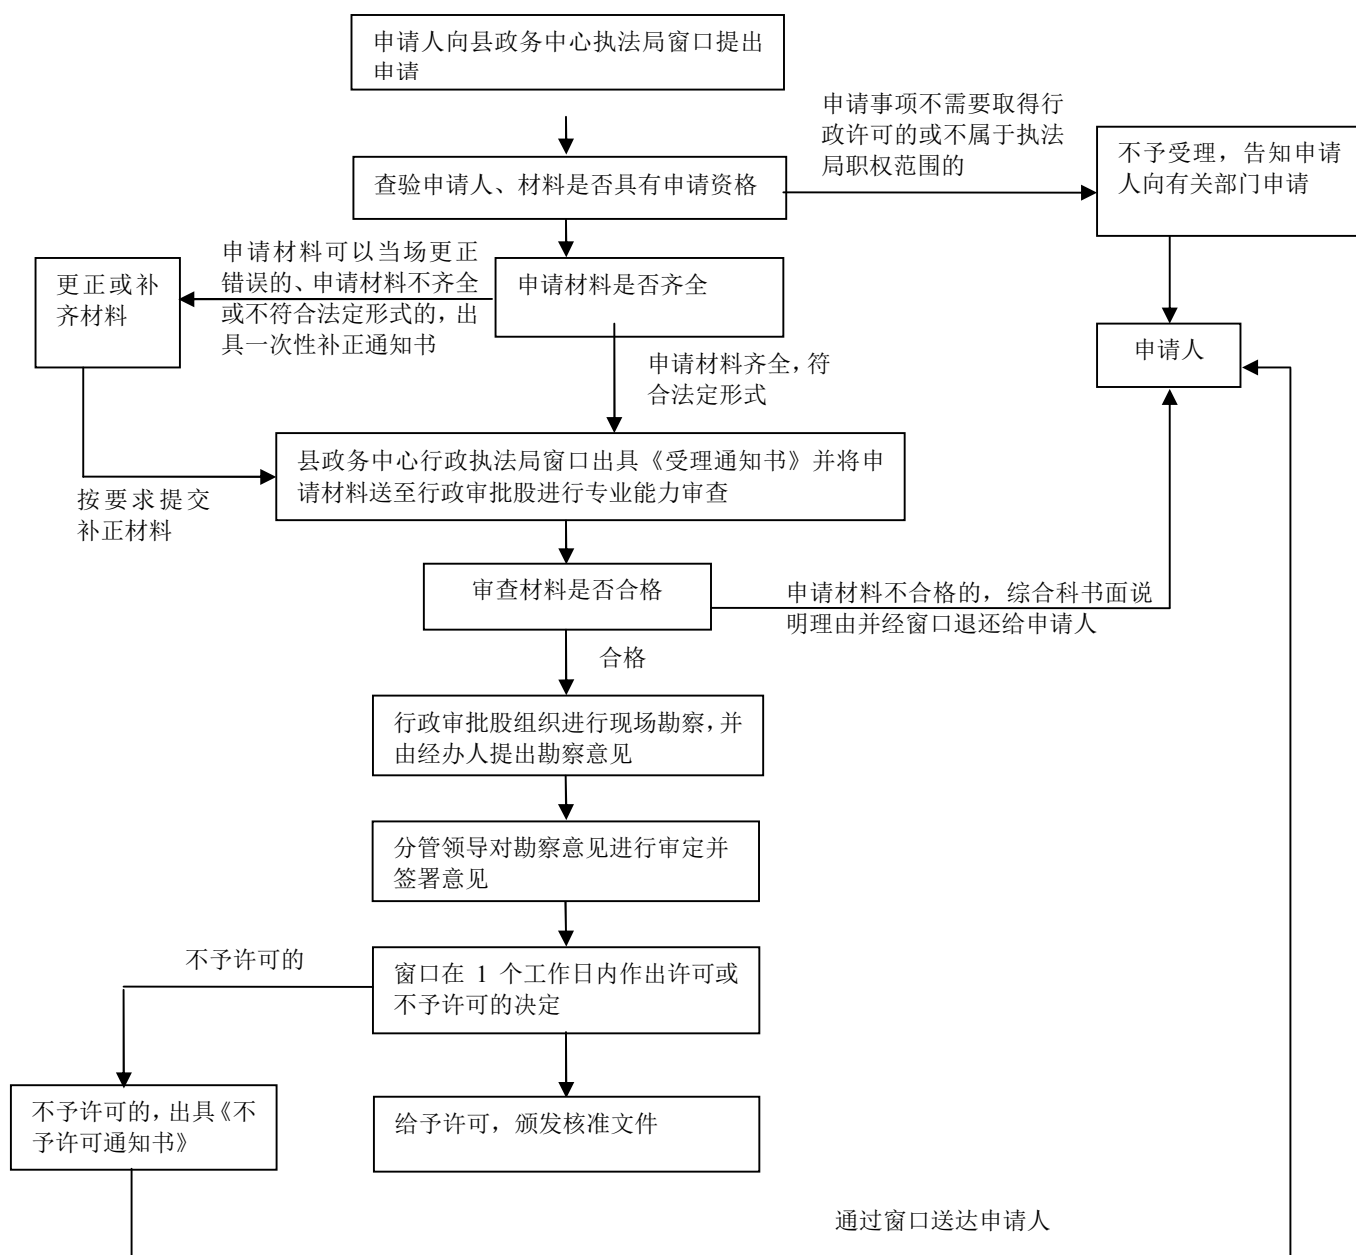 申请人向县政务中心执法局窗口提出
申请
申请事项不需要取得行
政许可的或不属于执法
局职权范围的
不予受理，告知申请
人向有关部门申请
查验申请人、材料是否具有申请资格
申请材料可以当场更正
错误的、申请材料不齐全
或不符合法定形式的，出
具一次性补正通知书
更正或补
齐材料
申请材料是否齐全
申请人
申请材料齐全，符
合法定形式
县政务中心行政执法局窗口出具《受理通知书》并将申
请材料送至行政审批股进行专业能力审查
按要求提交
补正材料
审查材料是否合格
申请材料不合格的，综合科书面说
明理由并经窗口退还给申请人
合格
行政审批股组织进行现场勘察，并
由经办人提出勘察意见
分管领导对勘察意见进行审定并
签署意见
不予许可的
窗口在 1 个工作日内作出许可或
不予许可的决定
不予许可的，出具《不
予许可通知书》
给予许可，颁发核准文件
通过窗口送达申请人